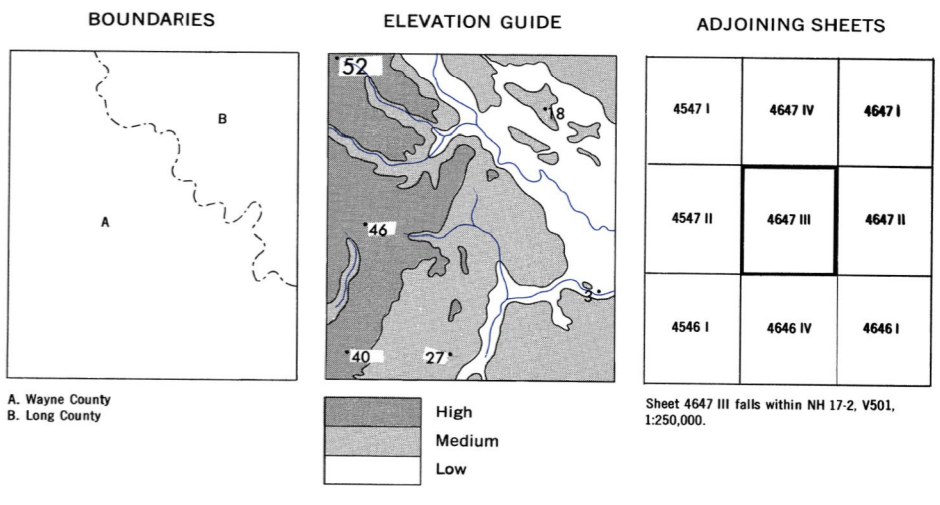 BOUNDARIES
B
A
A. Wayne County
B. Long County
ELEVATION GUIDE
52
18
46
3
40
27
High
Medium
Low
ADJOINING SHEETS
4547 I
4647 IV
4647 I
4547 II
4647 III
4647 II
4546 I
4646 IV
4646 I
Sheet 4647 III falls within NH 17-2, V501,
1:250,000.